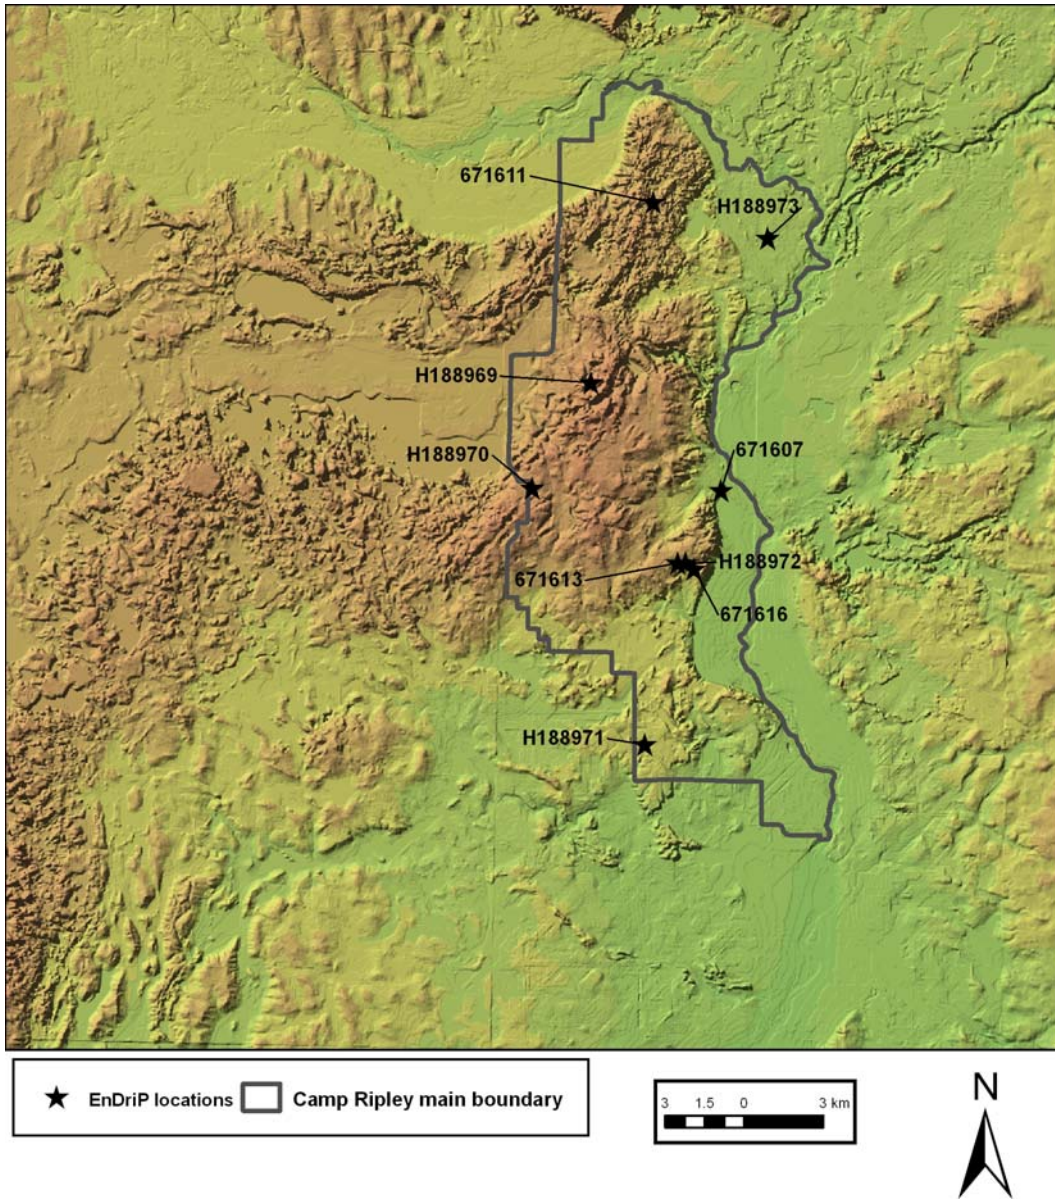 671611
H188973
H188969
H188970
671607
H188972
671613
671616
H188971
EnDriP locations
Camp Ripley main boundary
3 1.5 0 3 km
N